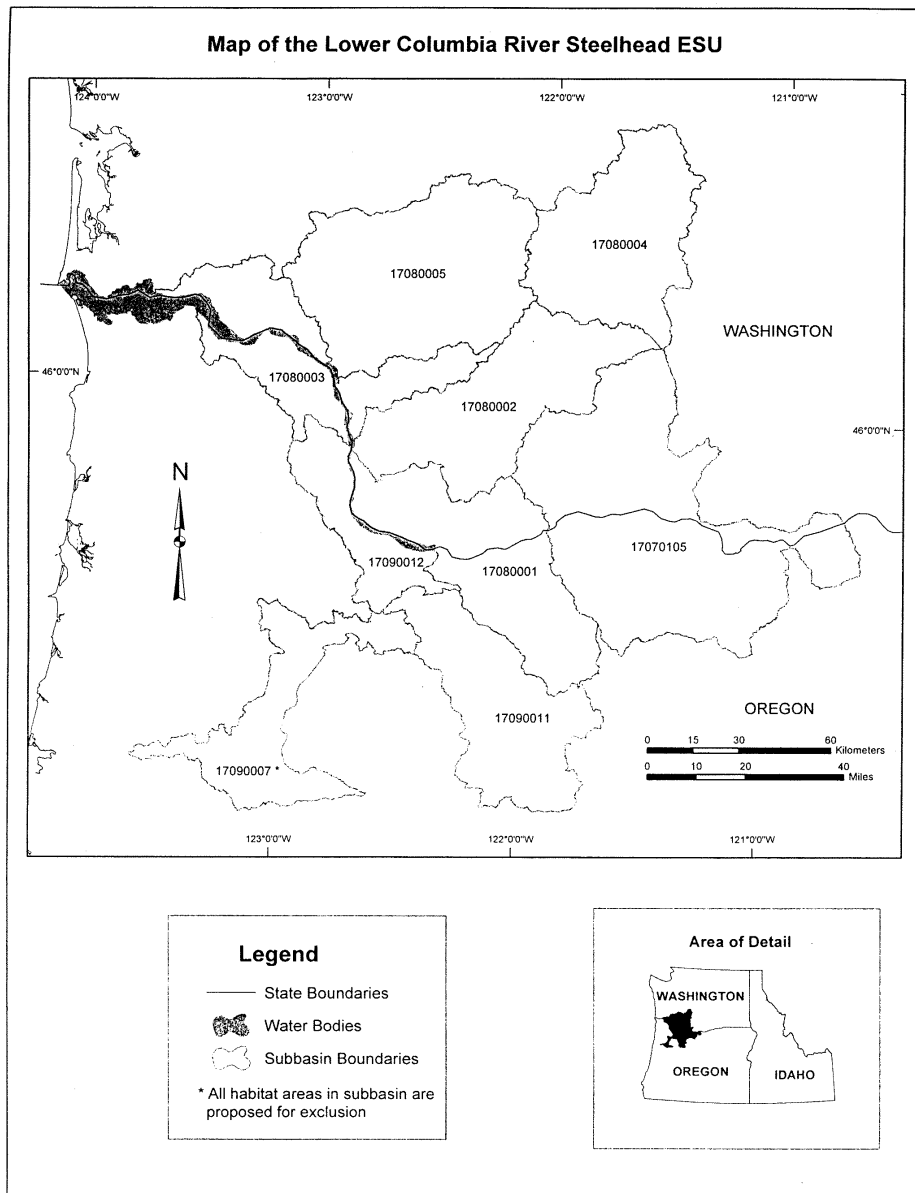 Map of the Lower Columbia River Steelhead ESU
124°0'0"W
123°0'0"W
122°0'0"W
121°0'0"W
17080004
17080005
WASHINGTON
46°0'0"N
17080003
17080002
46°0'0"N
N
17070105
17090012
17080001
OREGON
17090011
0 15 30 60
Kilometers
0 10 20 40
Miles
17090007 *
123°0'0"W
122°0'0"W
121°0'0"W
Legend
State Boundaries
Water Bodies
Subbasin Boundaries
* All habitat areas in subbasin are
proposed for exclusion
Area of Detail
WASHINGTON
OREGON
IDAHO